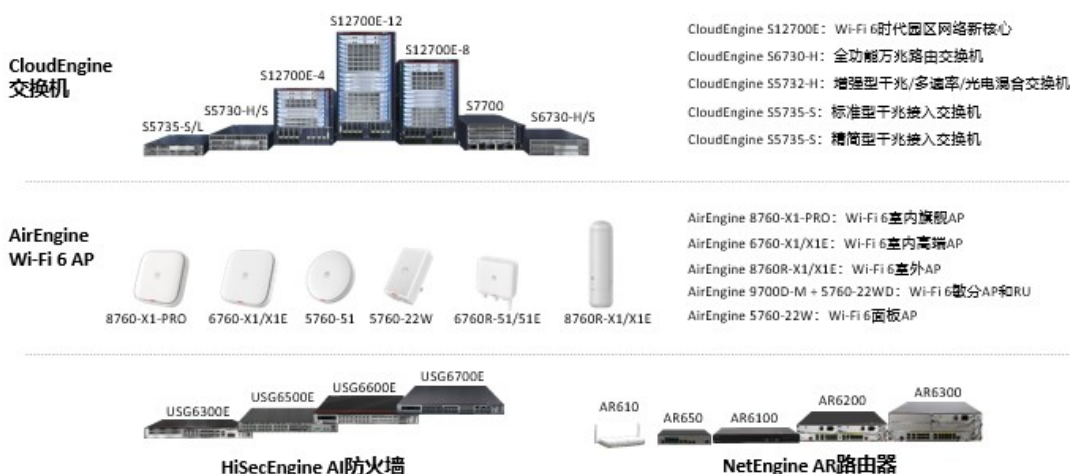 CloudEngine
交换机
S12700E-12
S12700E-8
S12700E-4
S5730-H/S
S5735-S/L
S7700
S6730-H/S
CloudEngine S12700E：Wi-Fi 6时代园区网络新核心
CloudEngine S6730-H：全功能万兆路由交换机
CloudEngine S5732-H：增强型千兆/多速率/光电混合交换机
CloudEngine S5735-S：标准型千兆接入交换机
CloudEngine S5735-S：精简型千兆接入交换机
AirEngine
Wi-Fi 6 AP
8760-X1-PRO
6760-X1/X1E
5760-51
5760-22W
6760R-51/51E
8760R-X1/X1E
AirEngine 8760-X1-PRO：Wi-Fi 6室内旗舰AP
AirEngine 6760-X1/X1E：Wi-Fi 6室内高端AP
AirEngine 8760R-X1/X1E：Wi-Fi 6室外AP
AirEngine 9700D-M + 5760-22WD：Wi-Fi 6敏分AP和RU
AirEngine 5760-22W：Wi-Fi 6面板AP
USG6300E
USG6500E
USG6600E
USG6700E
HiSecEngine AI防火墙
AR610
AR650
AR6100
AR6200
AR6300
NetEngine AR路由器